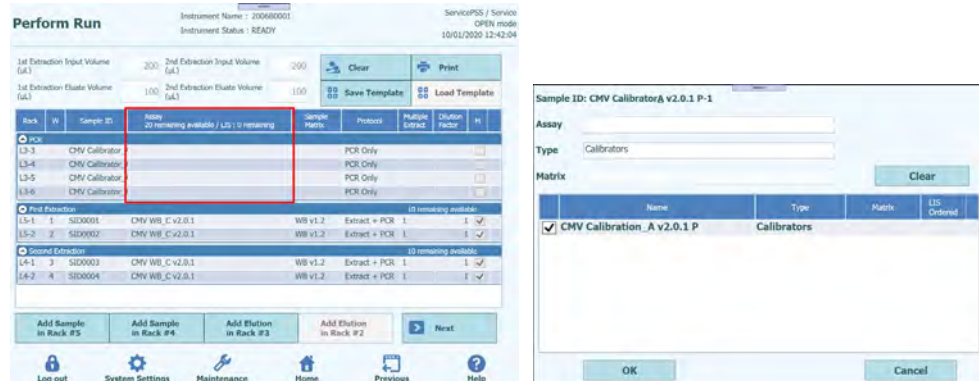 Perform Run
Instrument Name : 200680001
Instrument Status : READY
ServicePSS / Service
OPEN mode
10/01/2020 12:42:04
1st Extraction Input Volume (uL) 200 2nd Extraction Input Volume (uL) 200
Clear Print
1st Extraction Eluate Volume (uL) 100 2nd Extraction Eluate Volume (uL) 100
Save Template Load Template
Rack W Sample ID Assay Sample Matrix Protocol Multiple Extract Dilution Factor M
20 remaining available / LIS : 0 remaining
PCR
L3-3 CMV Calibrator_ PCR Only
L3-4 CMV Calibrator_ PCR Only
L3-5 CMV Calibrator_ PCR Only
L3-6 CMV Calibrator_ PCR Only
First Extraction 10 remaining available
L5-1 1 SID0001 CMV WB_C v2.0.1 WB v1.2 Extract + PCR 1 1
L5-2 2 SID0002 CMV WB_C v2.0.1 WB v1.2 Extract + PCR 1 1
Second Extraction 10 remaining available
L4-1 3 SID0003 CMV WB_C v2.0.1 WB v1.2 Extract + PCR 1 1
L4-2 4 SID0004 CMV WB_C v2.0.1 WB v1.2 Extract + PCR 1 1
Add Sample in Rack #5 Add Sample in Rack #4 Add Elution in Rack #3 Add Elution in Rack #2 Next
Log out System Settings Maintenance Home Previous Help
Sample ID: CMV CalibratorA v2.0.1 P-1
Assay
Type Calibrators
Matrix
Clear
Name Type Matrix LIS Ordered
CMV Calibration_A v2.0.1 P Calibrators
OK Cancel